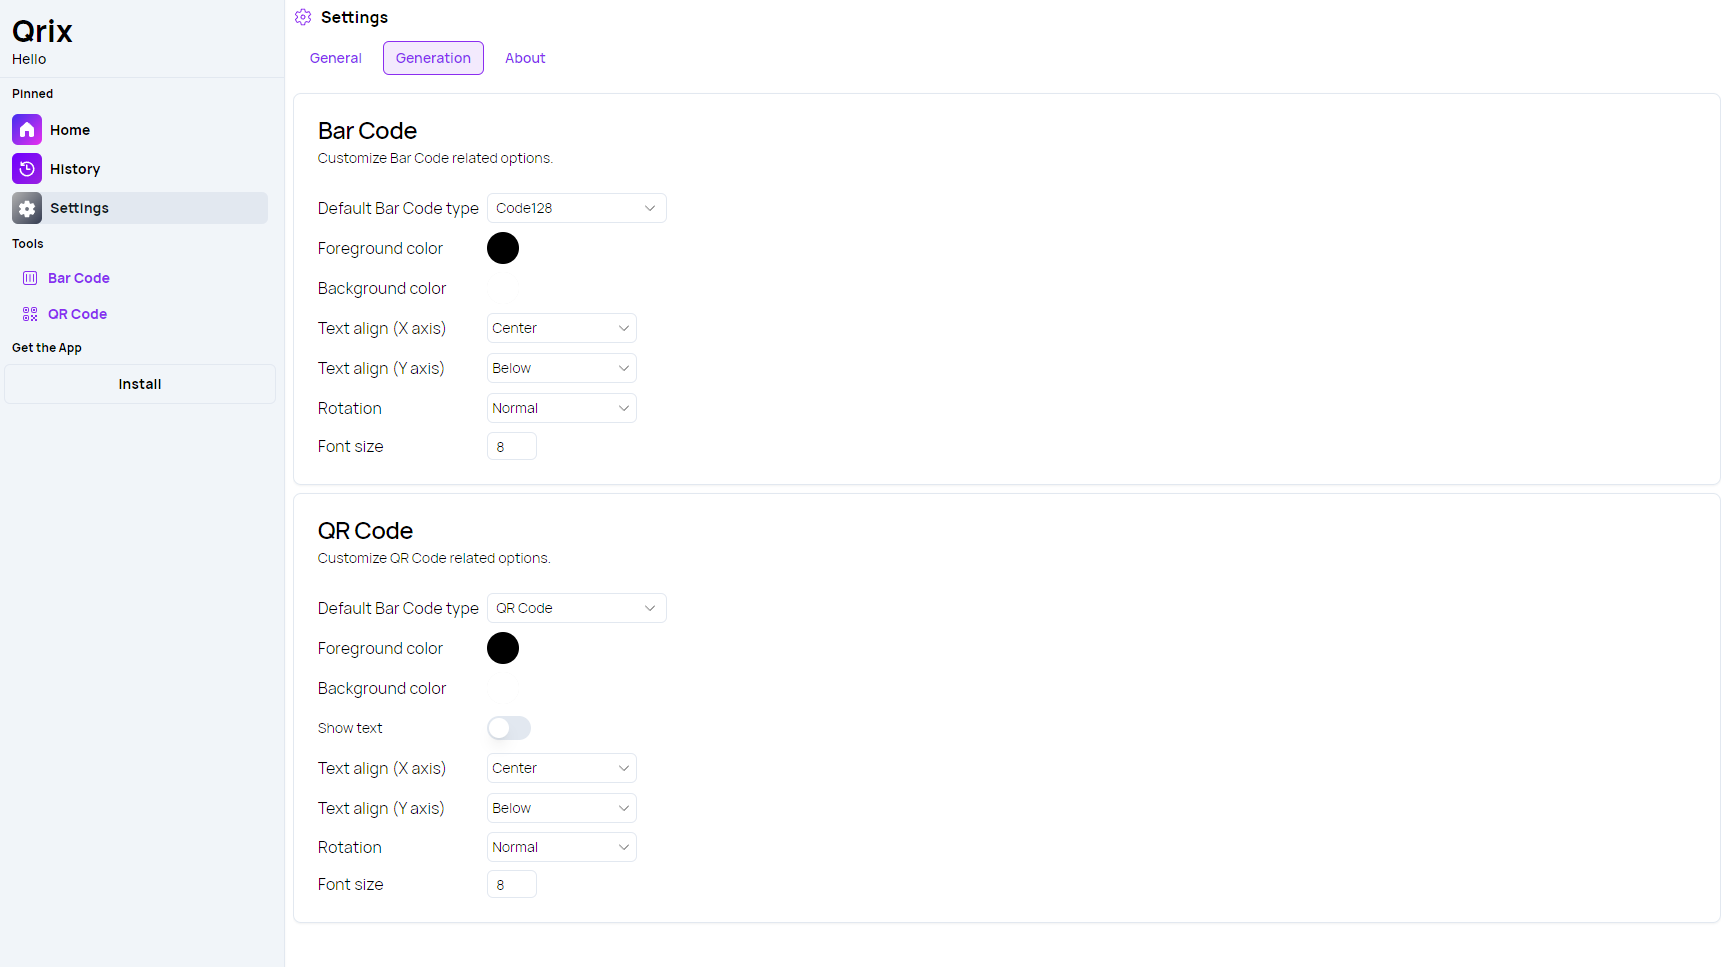 Qrix
Hello
Pinned
Home
History
Settings
Tools
Bar Code
QR Code
Get the App
Install
Settings
General
Generation
About
Bar Code
Customize Bar Code related options.
Default Bar Code type
Code128
Foreground color
Background color
Text align (X axis)
Center
Text align (Y axis)
Below
Rotation
Normal
Font size
8
QR Code
Customize QR Code related options.
Default Bar Code type
QR Code
Foreground color
Background color
Show text
Text align (X axis)
Center
Text align (Y axis)
Below
Rotation
Normal
Font size
8